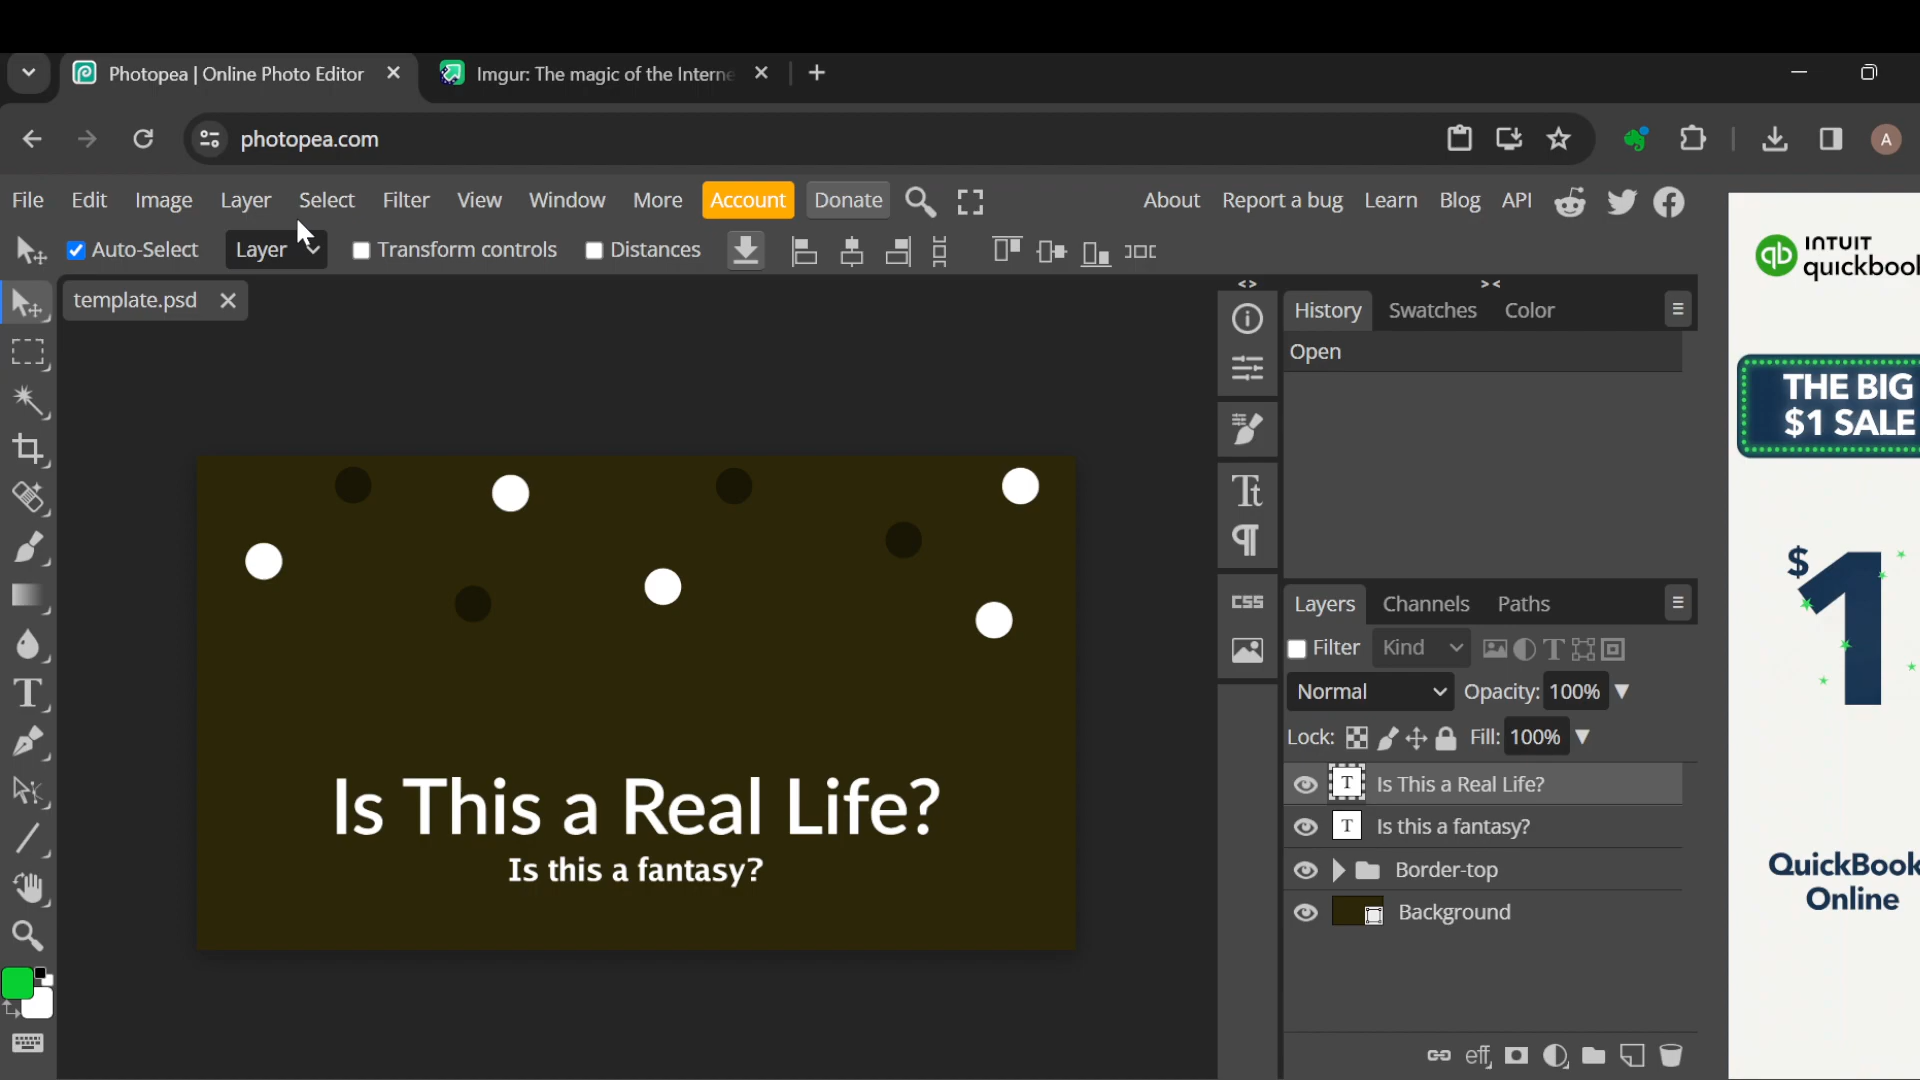 Photopea | Online Photo Editor
Imgur: The magic of the Interne
photopea.com
A
File Edit Image Layer Select Filter View Window More Account Donate About Report a bug Learn Blog API
Auto-Select Layer Transform controls Distances
template.psd
History Swatches Color
Open
Is This a Real Life?
Is this a fantasy?
CSS
Layers Channels Paths
Filter Kind
Normal Opacity: 100%
Lock: Fill: 100%
T Is This a Real Life?
T Is this a fantasy?
Border-top
Background
eff
qb INTUIT
quickbool
THE BIG
$1 SALE
$1
QuickBook
Online